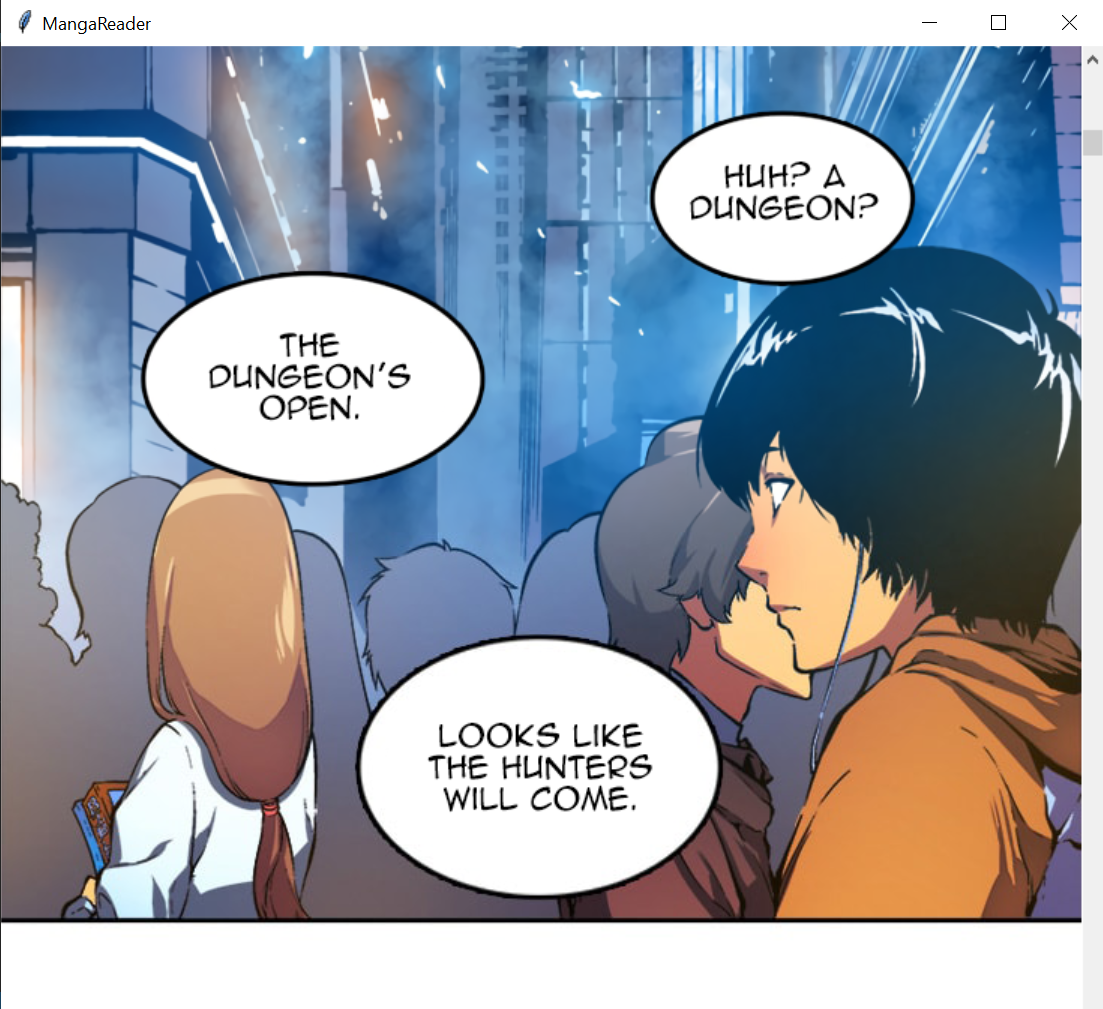 MangaReader
HUH? A
DUNGEON?
THE
DUNGEON'S
OPEN.
LOOKS LIKE
THE HUNTERS
WILL COME.